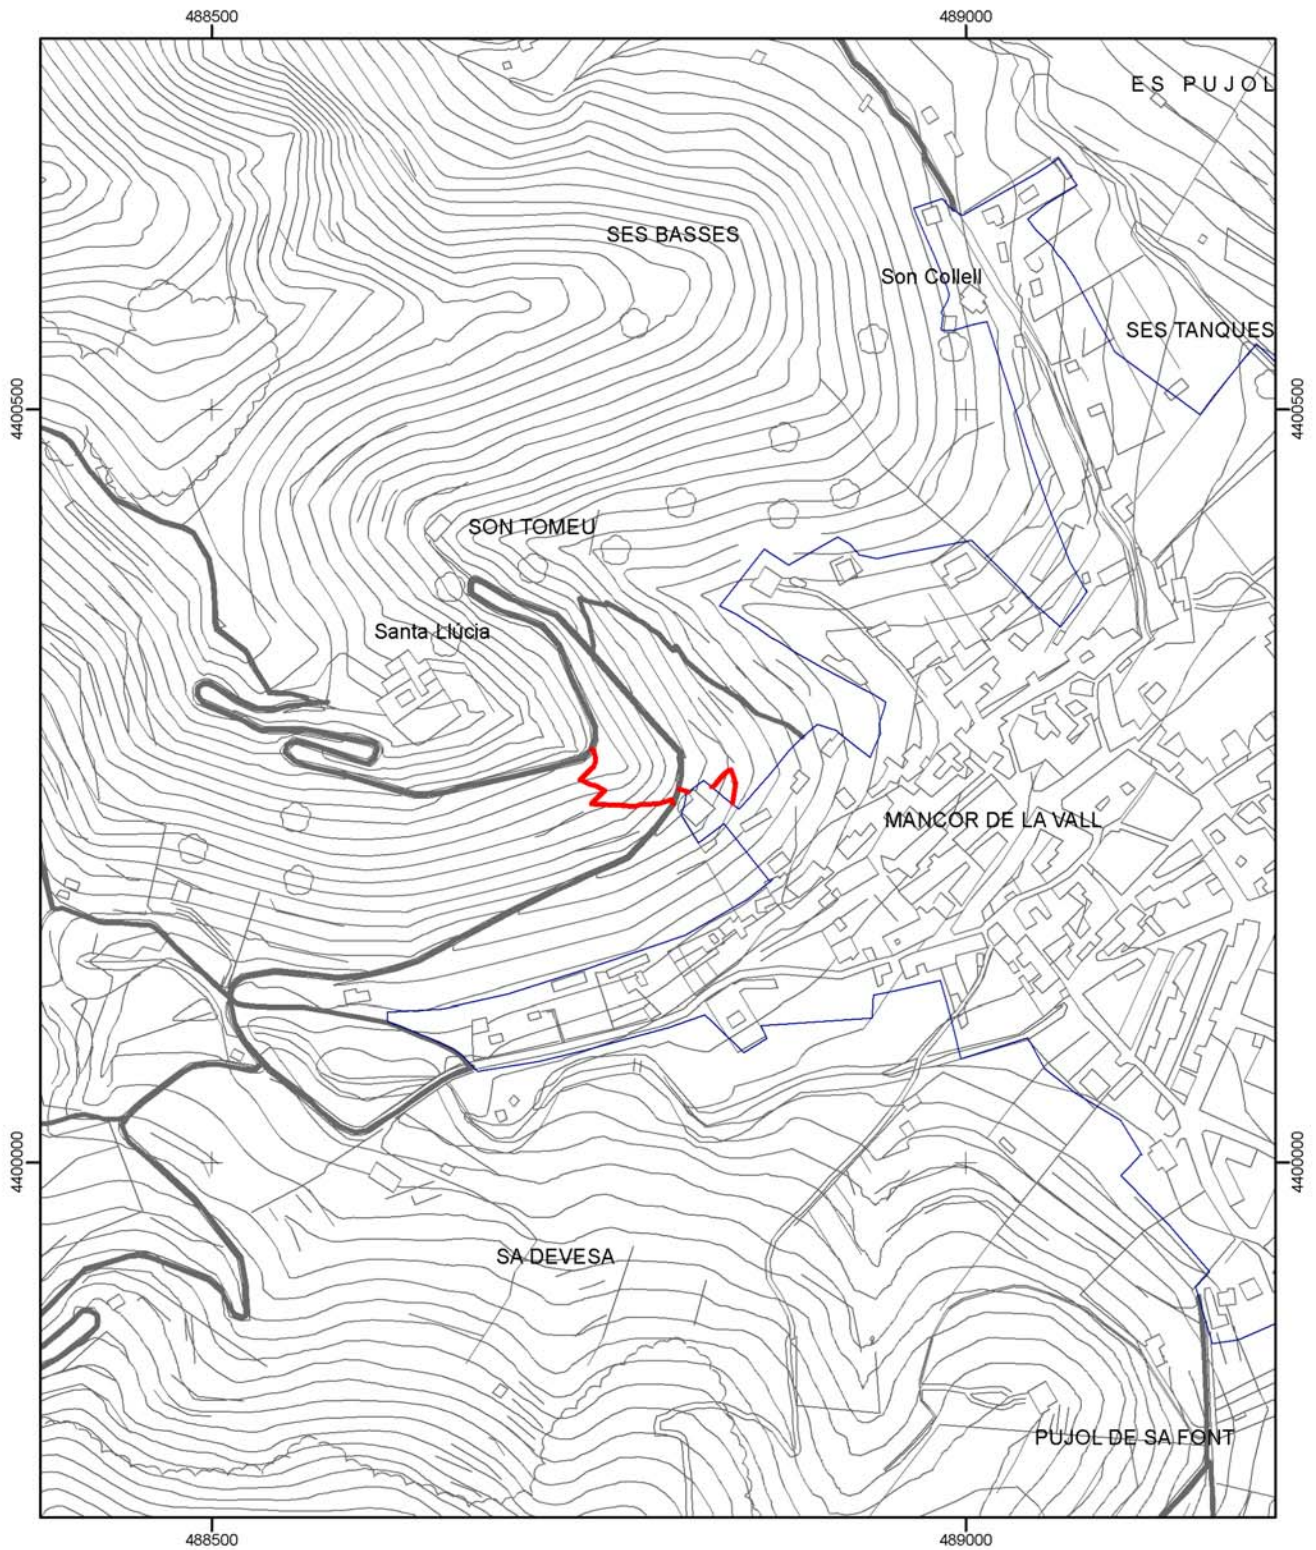 488500
489000
ES PUJOL
SES BASSES
Son Collell
SES TANQUES
4400500
4400500
SON TOMEU
Santa Llúcia
MANCOR DE LA VALL
4400000
4400000
SA DEVESA
PUJOL DE SA FONT
488500
489000